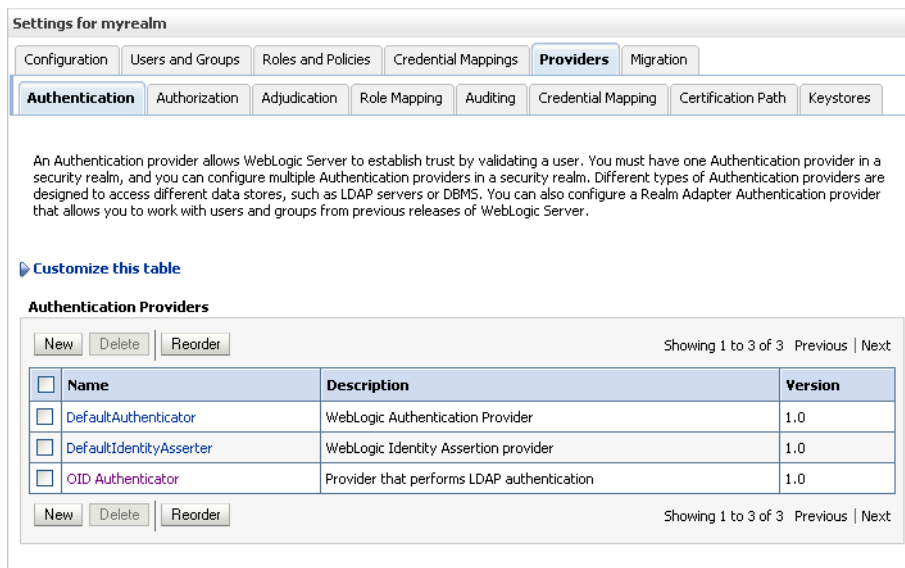 Settings for myrealm
Configuration Users and Groups Roles and Policies Credential Mappings Providers Migration
Authentication Authorization Adjudication Role Mapping Auditing Credential Mapping Certification Path Keystores
An Authentication provider allows WebLogic Server to establish trust by validating a user. You must have one Authentication provider in a
security realm, and you can configure multiple Authentication providers in a security realm. Different types of Authentication providers are
designed to access different data stores, such as LDAP servers or DBMS. You can also configure a Realm Adapter Authentication provider
that allows you to work with users and groups from previous releases of WebLogic Server.
Customize this table
Authentication Providers
New Delete Reorder Showing 1 to 3 of 3 Previous | Next
Name Description Version
DefaultAuthenticator WebLogic Authentication Provider 1.0
DefaultIdentityAsserter WebLogic Identity Assertion provider 1.0
OID Authenticator Provider that performs LDAP authentication 1.0
New Delete Reorder Showing 1 to 3 of 3 Previous | Next